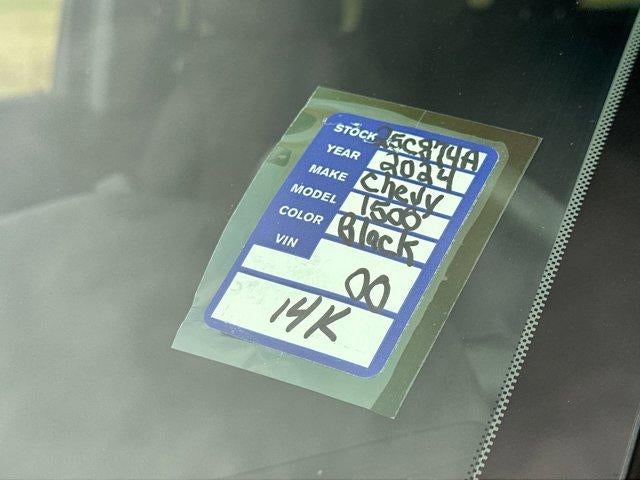 STOCK 25C874A
YEAR 2024
MAKE Chevy
MODEL 1500
COLOR Black
VIN
00
14K